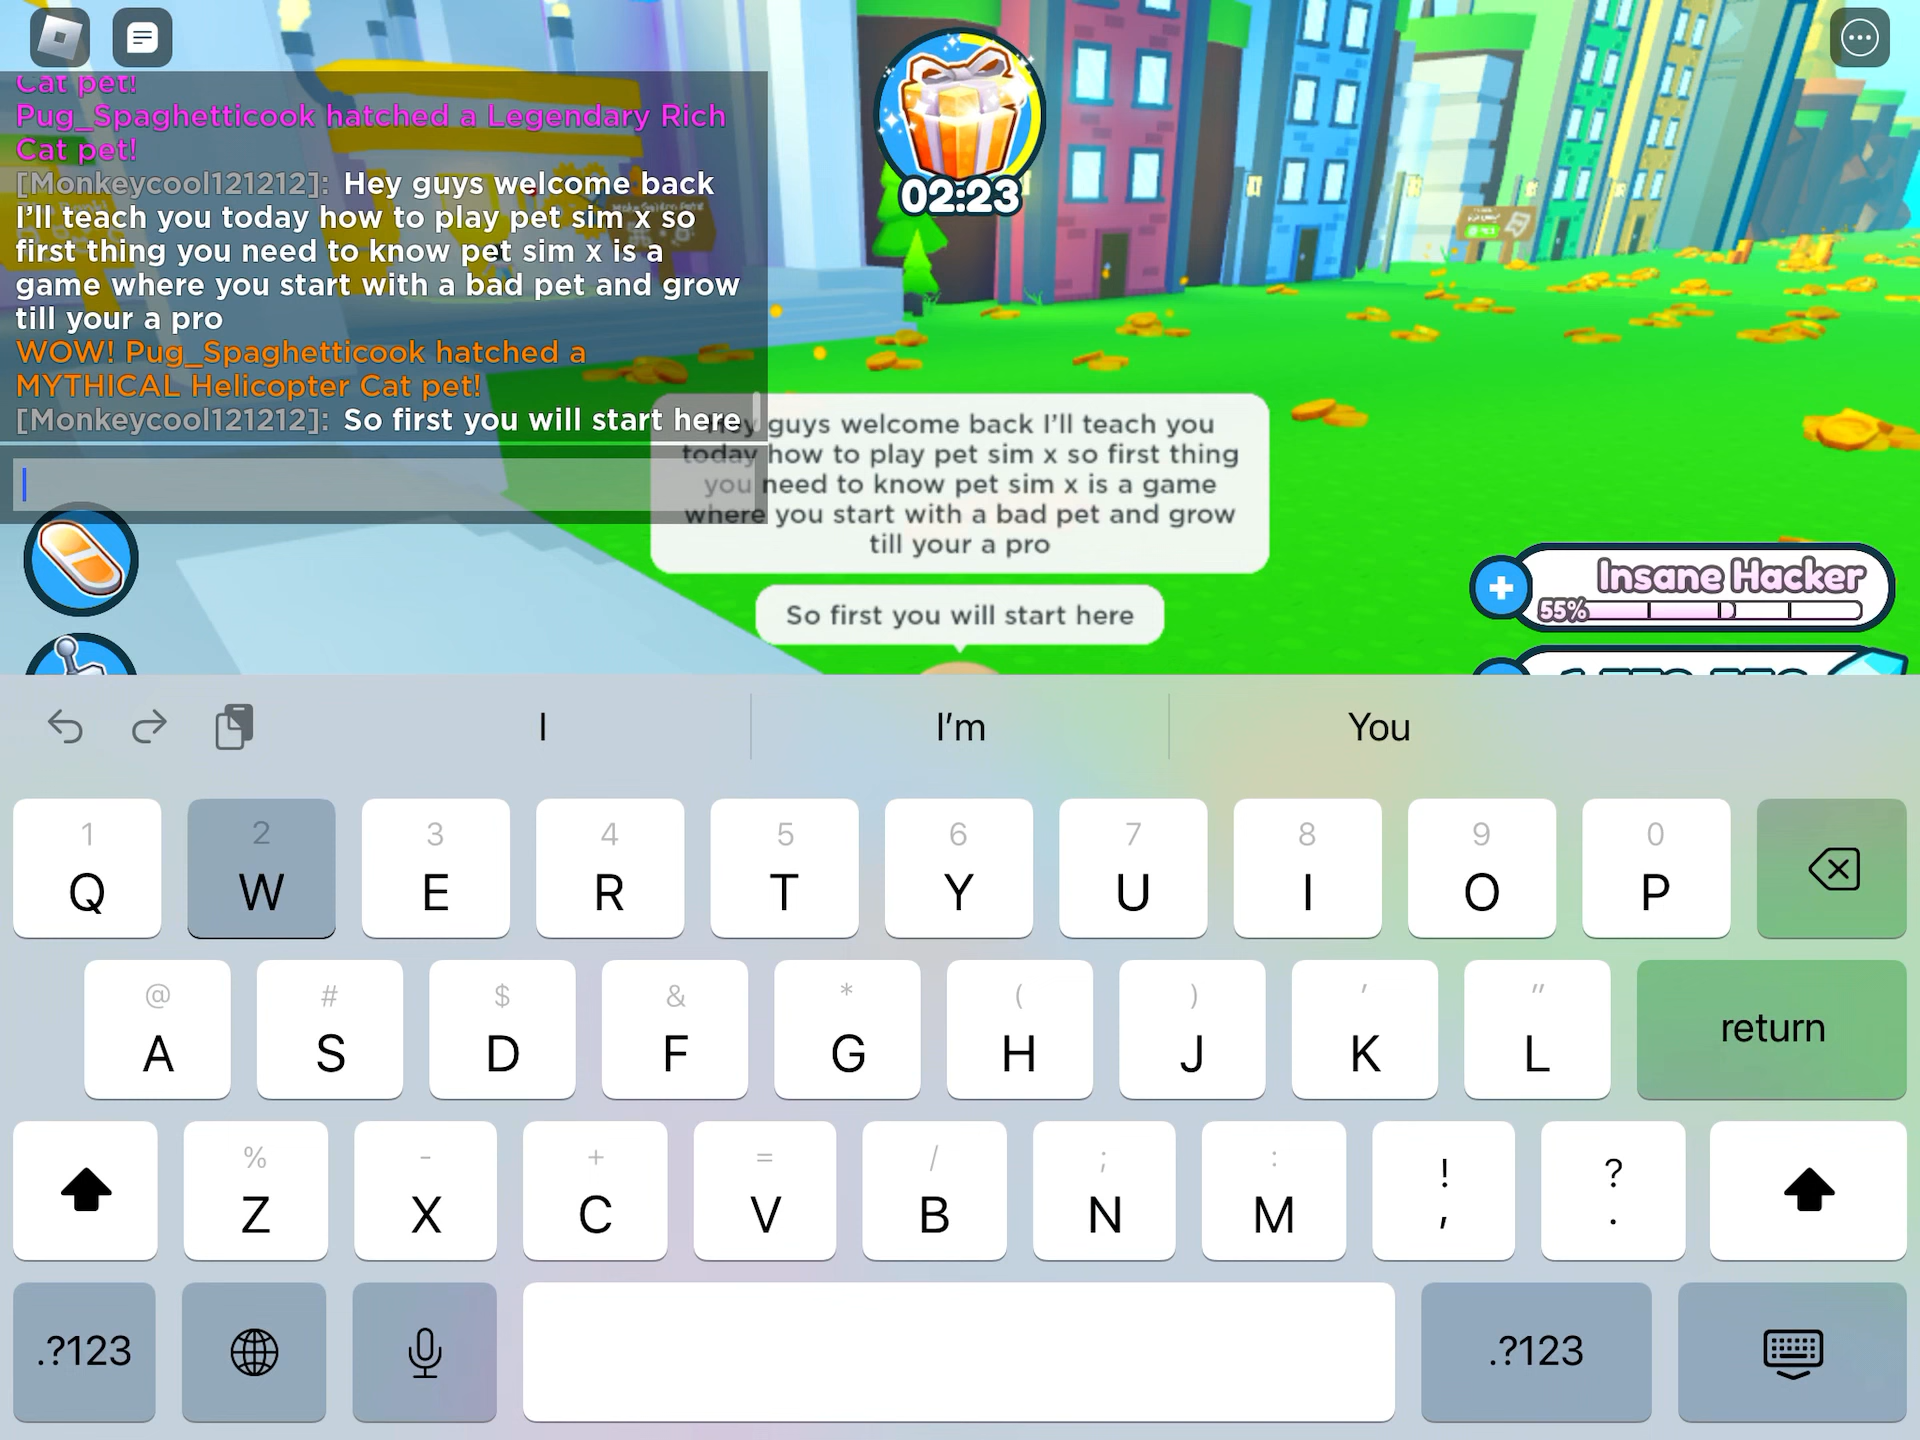 Cat pet!
Pug_Spaghetticook hatched a Legendary Rich
Cat pet!
[Monkeycool121212]: Hey guys welcome back
I'll teach you today how to play pet sim x so
first thing you need to know pet sim x is a
game where you start with a bad pet and grow
till your a pro
WOW! Pug_Spaghetticook hatched a
MYTHICAL Helicopter Cat pet!
[Monkeycool121212]: So first you will start here
02:23
Hey guys welcome back I'll teach you
today how to play pet sim x so first thing
you need to know pet sim x is a game
where you start with a bad pet and grow
till your a pro
So first you will start here
Insane Hacker
55%
I I'm You
1 2 3 4 5 6 7 8 9 0
Q W E R T Y U I O P
@ # $ & * ( ) ' "
A S D F G H J K L return
% - + = / ; : ! ?
Z X C V B N M , .
.?123 .?123